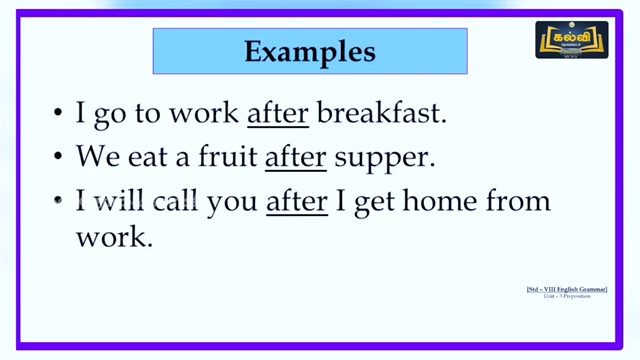 கல்வி
Examples
• I go to work after breakfast.
• We eat a fruit after supper.
• I will call you after I get home from
work.
[Std – VIII English Grammar]
Unit – 3 Preposition